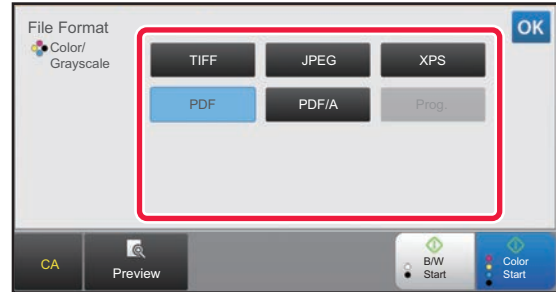 File Format
OK
Color/
Grayscale
TIFF
JPEG
XPS
PDF
PDF/A
Prog.
CA
Preview
B/W
Start
Color
Start